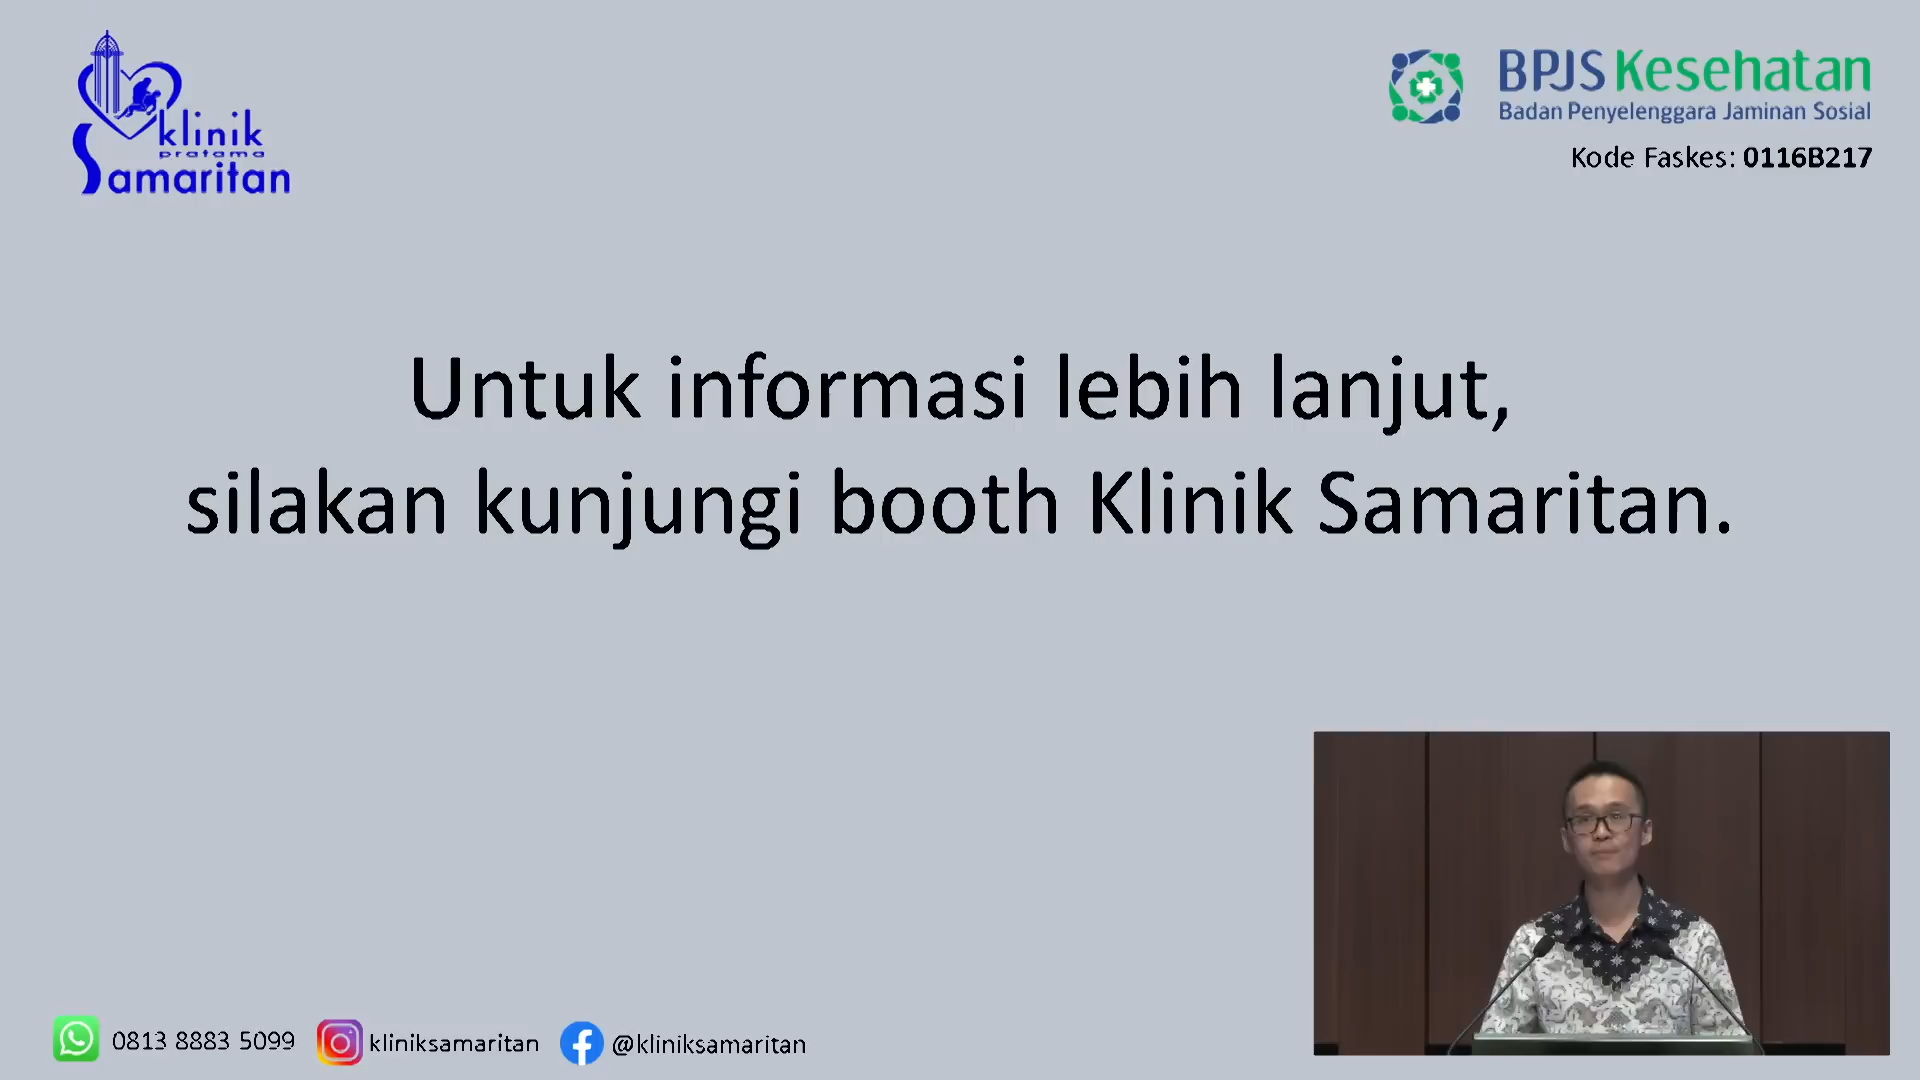 klinik
pratama
Samaritan
BPJS Kesehatan
Badan Penyelenggara Jaminan Sosial
Kode Faskes: 0116B217
Untuk informasi lebih lanjut,
silakan kunjungi booth Klinik Samaritan.
0813 8883 5099
kliniksamaritan
@kliniksamaritan